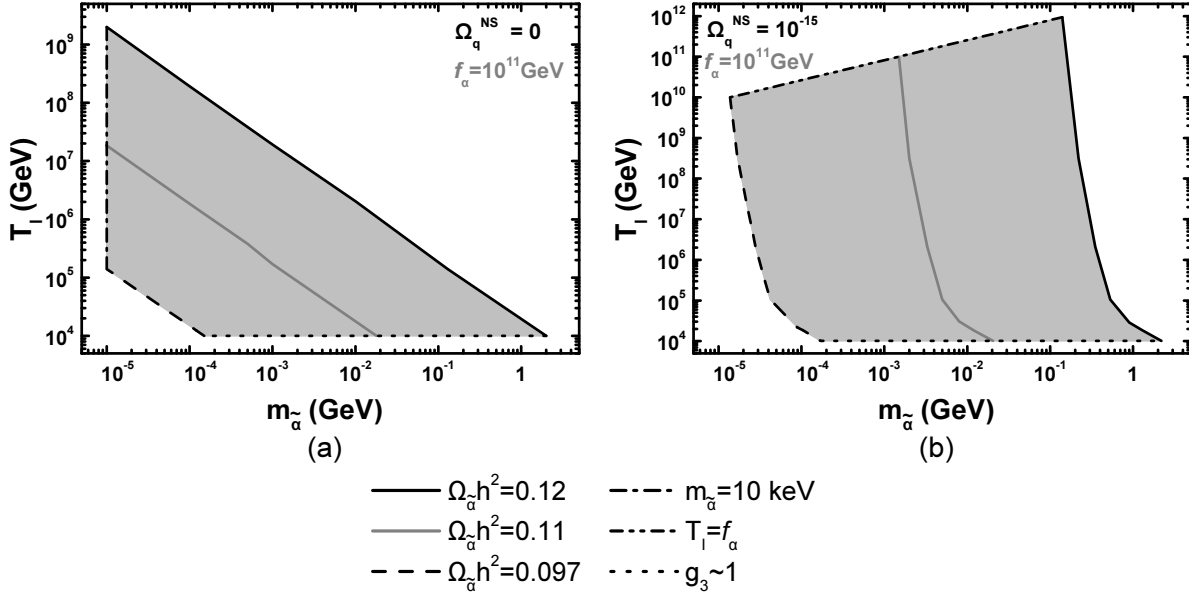 Ω_q^NS = 0
f_α=10^11GeV
10^9
10^8
10^7
10^6
10^5
10^4
T_I (GeV)
10^-5 10^-4 10^-3 10^-2 10^-1 1
m_α̃ (GeV)
(a)
Ω_q^NS = 10^-15
f_α=10^11GeV
10^12
10^11
10^10
10^9
10^8
10^7
10^6
10^5
10^4
T_I (GeV)
10^-5 10^-4 10^-3 10^-2 10^-1 1
m_α̃ (GeV)
(b)
Ω_α̃h^2=0.12
Ω_α̃h^2=0.11
Ω_α̃h^2=0.097
m_α̃=10 keV
T_I=f_α
g_3~1